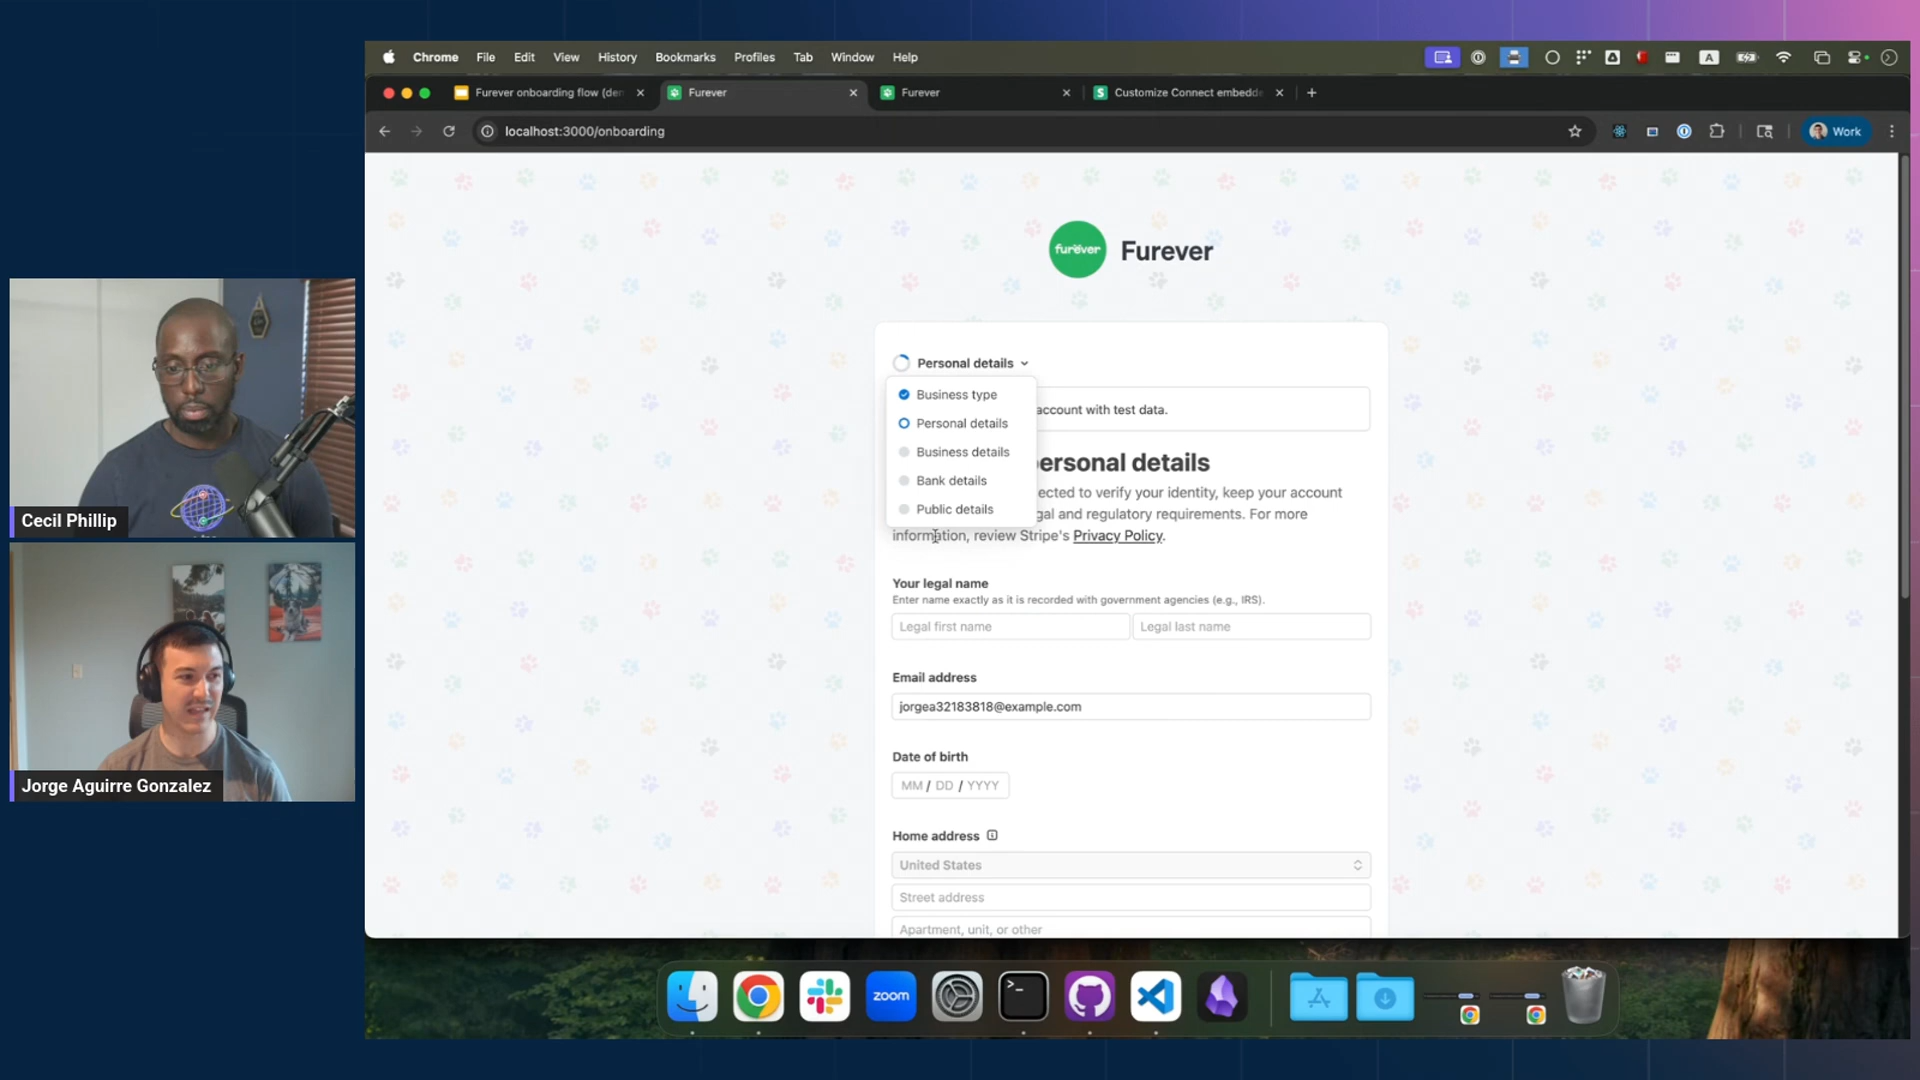 Chrome File Edit View History Bookmarks Profiles Tab Window Help
A
Furever onboarding flow (den
Furever
Furever
S Customize Connect embedde
localhost:3000/onboarding
Work
furever
Furever
Personal details
Business type
Personal details
Business details
Bank details
Public details
account with test data.
ersonal details
ected to verify your identity, keep your account
gal and regulatory requirements. For more
information, review Stripe's Privacy Policy.
Your legal name
Enter name exactly as it is recorded with government agencies (e.g., IRS).
Legal first name
Legal last name
Email address
jorgea32183818@example.com
Date of birth
MM / DD / YYYY
Home address
United States
Street address
Apartment, unit, or other
Cecil Phillip
Jorge Aguirre Gonzalez
zoom